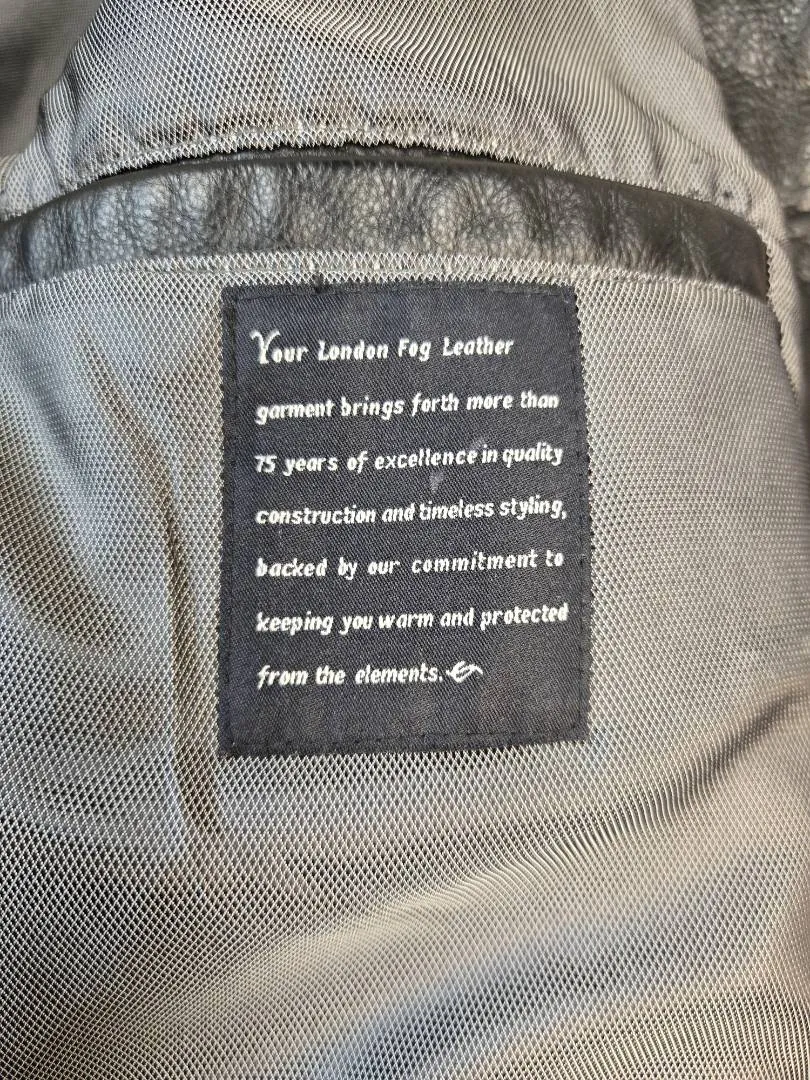 Your London Fog Leather
garment brings forth more than
75 years of excellence in quality
construction and timeless styling,
backed by our commitment to
keeping you warm and protected
from the elements.